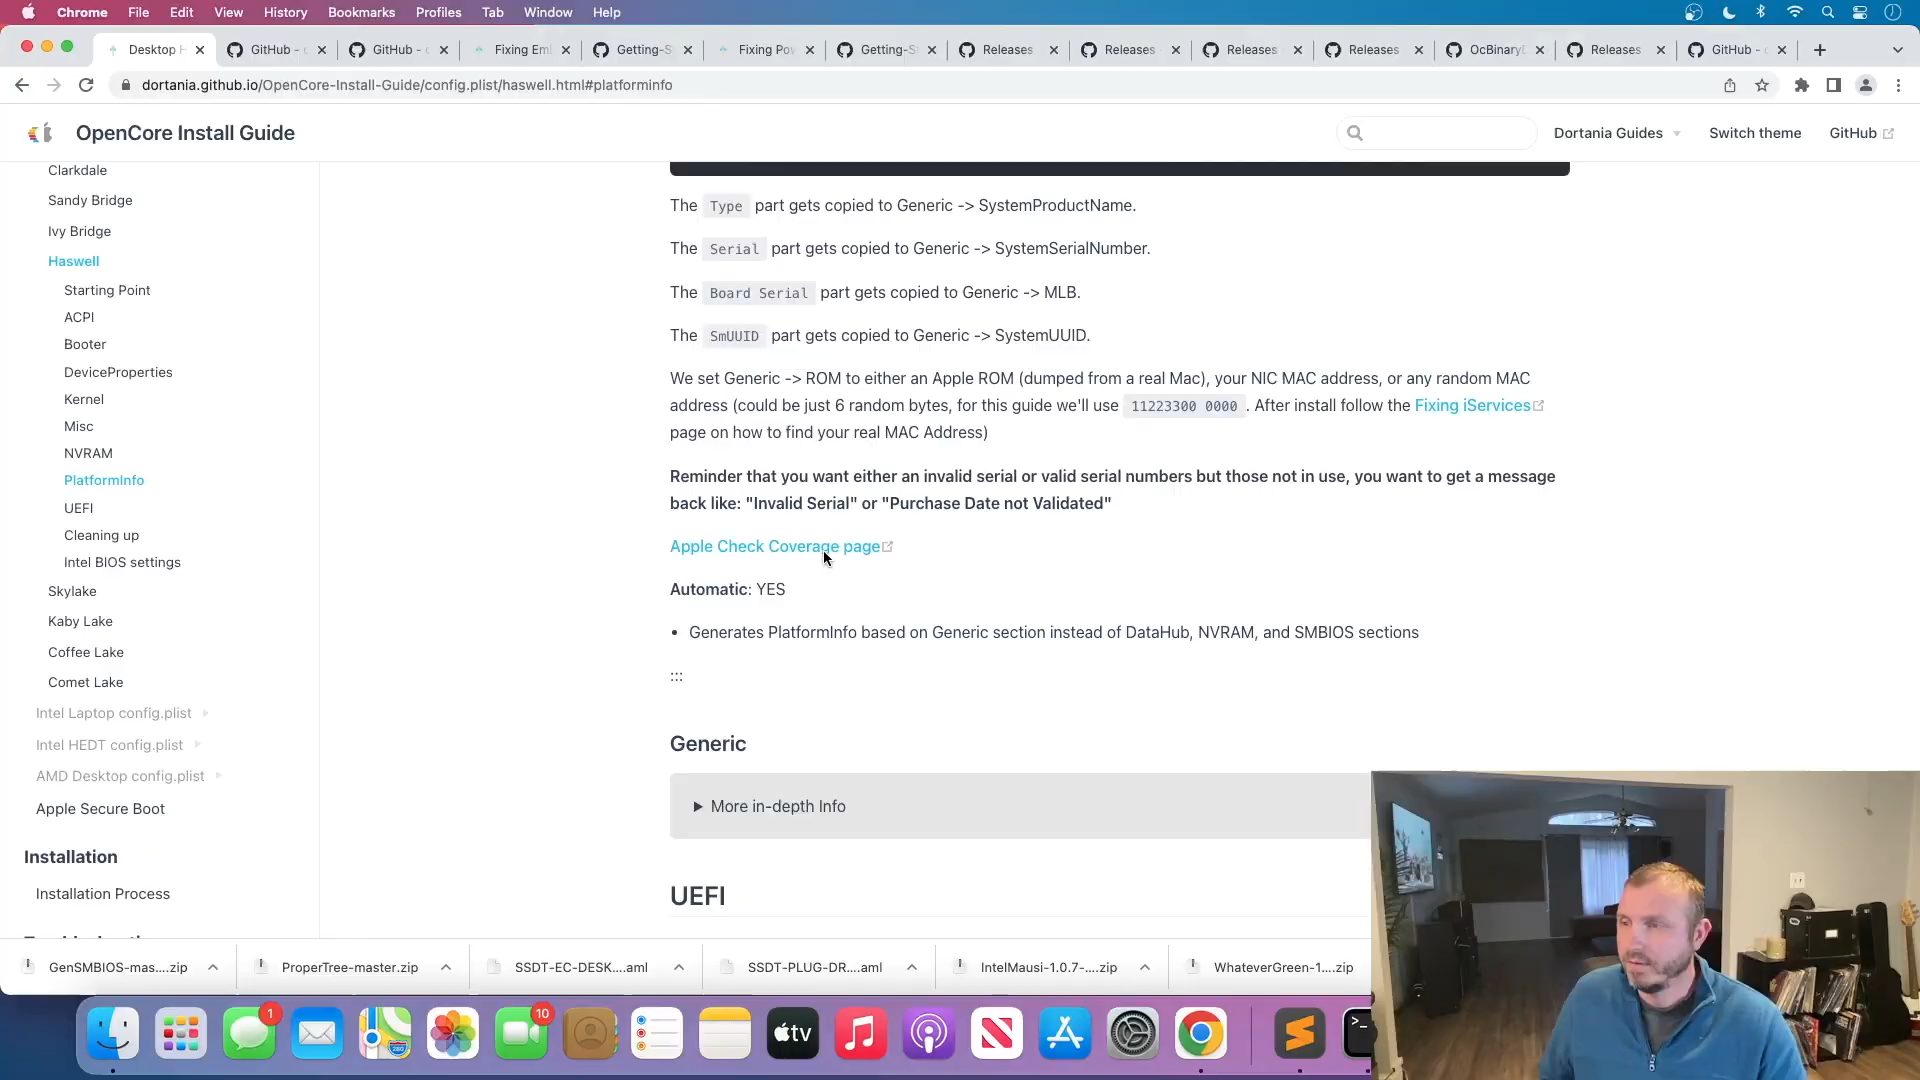 Chrome File Edit View History Bookmarks Profiles Tab Window Help
Desktop H GitHub - c GitHub - c Fixing Em Getting-S Fixing Po Getting-S Releases Releases Releases Releases OcBinaryD Releases GitHub - c
dortania.github.io/OpenCore-Install-Guide/config.plist/haswell.html#platforminfo
OpenCore Install Guide
Dortania Guides Switch theme GitHub
Clarkdale
Sandy Bridge
Ivy Bridge
Haswell
Starting Point
ACPI
Booter
DeviceProperties
Kernel
Misc
NVRAM
PlatformInfo
UEFI
Cleaning up
Intel BIOS settings
Skylake
Kaby Lake
Coffee Lake
Comet Lake
Intel Laptop config.plist
Intel HEDT config.plist
AMD Desktop config.plist
Apple Secure Boot
Installation
Installation Process
The Type part gets copied to Generic -> SystemProductName.
The Serial part gets copied to Generic -> SystemSerialNumber.
The Board Serial part gets copied to Generic -> MLB.
The SmUUID part gets copied to Generic -> SystemUUID.
We set Generic -> ROM to either an Apple ROM (dumped from a real Mac), your NIC MAC address, or any random MAC
address (could be just 6 random bytes, for this guide we'll use 11223300 0000 . After install follow the Fixing iServices
page on how to find your real MAC Address)
Reminder that you want either an invalid serial or valid serial numbers but those not in use, you want to get a message
back like: "Invalid Serial" or "Purchase Date not Validated"
Apple Check Coverage page
Automatic: YES
• Generates PlatformInfo based on Generic section instead of DataHub, NVRAM, and SMBIOS sections
:::
Generic
More in-depth Info
UEFI
GenSMBIOS-mas....zip ProperTree-master.zip SSDT-EC-DESK....aml SSDT-PLUG-DR....aml IntelMausi-1.0.7-....zip WhateverGreen-1....zip
1 10
280
tv